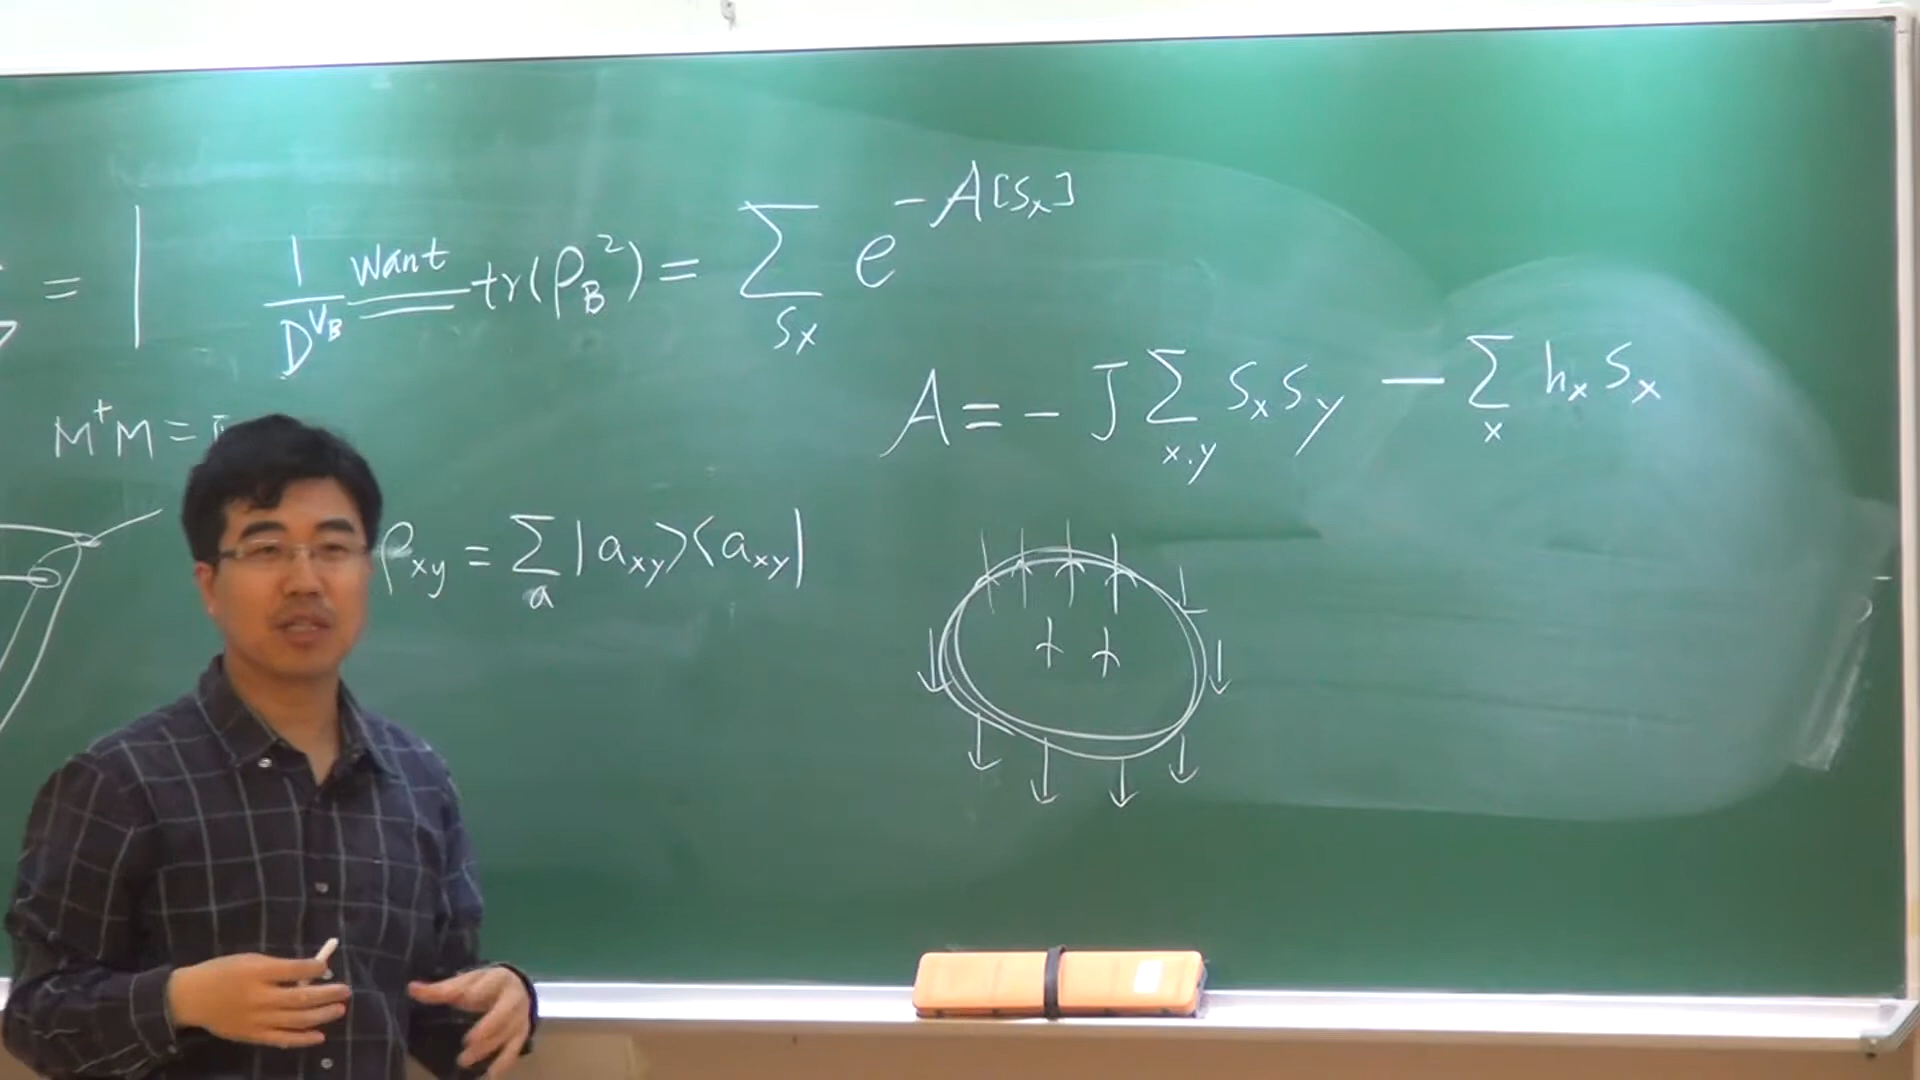 = 1
1/D^{V_B} want tr(ρ_B^2) = Σ_{S_x} e^{-A[S_x]}
A = - J Σ_{x.y} S_x S_y - Σ_x h_x S_x
M^+ M =
ρ_{xy} = Σ_a |a_{xy}><a_{xy}|